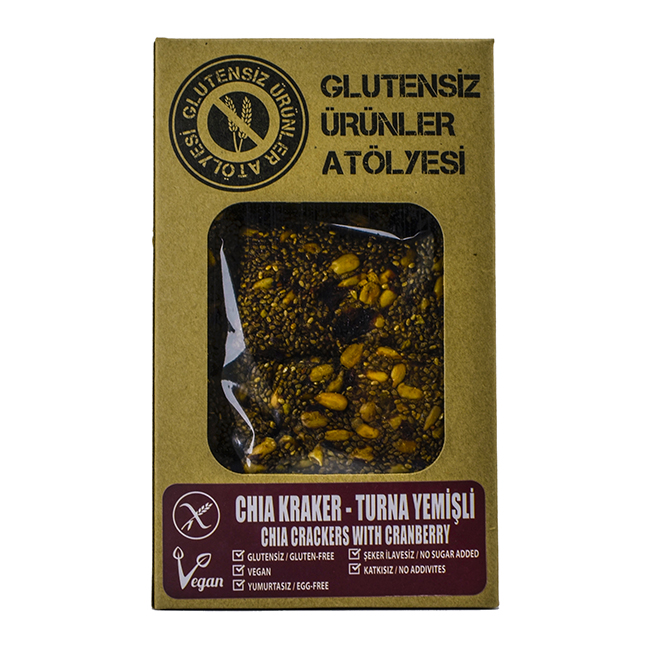 GLUTENSİZ ÜRÜNLER ATÖLYESİ
GLUTENSİZ
ÜRÜNLER
ATÖLYESİ
CHIA KRAKER - TURNA YEMİŞLİ
CHIA CRACKERS WITH CRANBERRY
GLUTENSİZ / GLUTEN-FREE
VEGAN
YUMURTASIZ / EGG-FREE
ŞEKER İLAVESİZ / NO SUGAR ADDED
KATKISIZ / NO ADDIVITES
Vegan